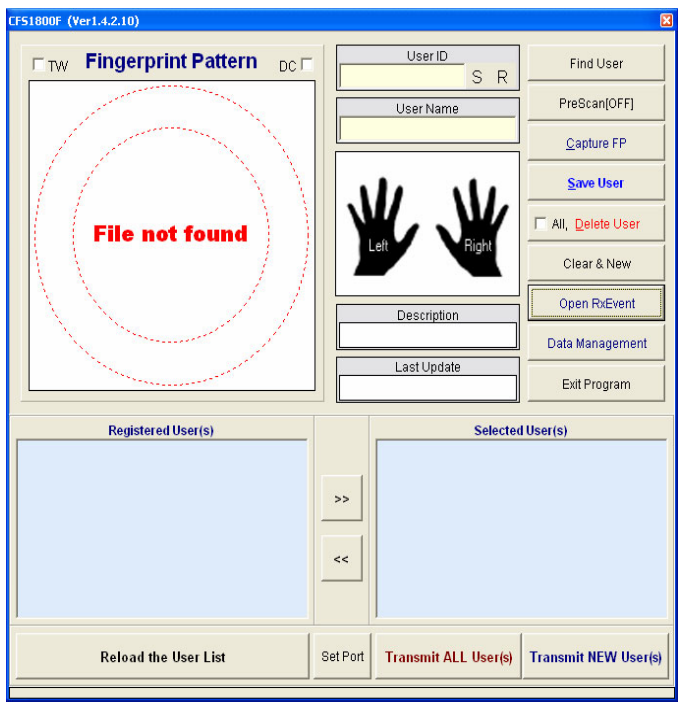 CFS1800F (Ver1.4.2.10)
TW Fingerprint Pattern DC
File not found
User ID
S R
User Name
Left Right
Description
Last Update
Find User
PreScan[OFF]
Capture FP
Save User
All, Delete User
Clear & New
Open RxEvent
Data Management
Exit Program
Registered User(s)
Selected User(s)
>>
<<
Reload the User List
Set Port
Transmit ALL User(s)
Transmit NEW User(s)